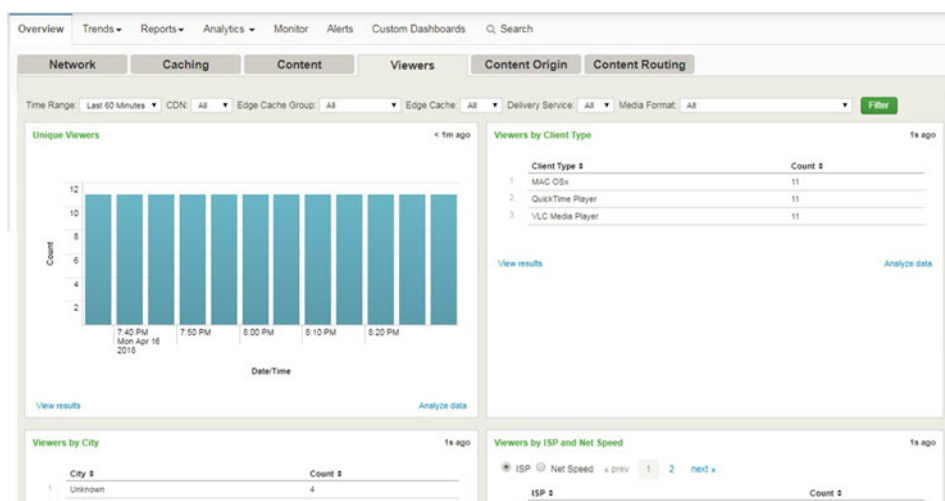 Overview Trends Reports Analytics Monitor Alerts Custom Dashboards Search
Network Caching Content Viewers Content Origin Content Routing
Time Range: Last 60 Minutes CDN: All Edge Cache Group: All Edge Cache: All Delivery Service: All Media Format: All Filter
Unique Viewers < 1m ago
12
10
8
6
4
2
Count
7:40 PM 7:50 PM 8:00 PM 8:10 PM 8:20 PM
Mon Apr 16
2018
Date/Time
View results Analyze data
Viewers by Client Type 1s ago
Client Type Count
1 MAC OSx 11
2 QuickTime Player 11
3 VLC Media Player 11
View results Analyze data
Viewers by City 1s ago
City Count
1 Unknown 4
Viewers by ISP and Net Speed 1s ago
ISP Net Speed « prev 1 2 next »
ISP Count